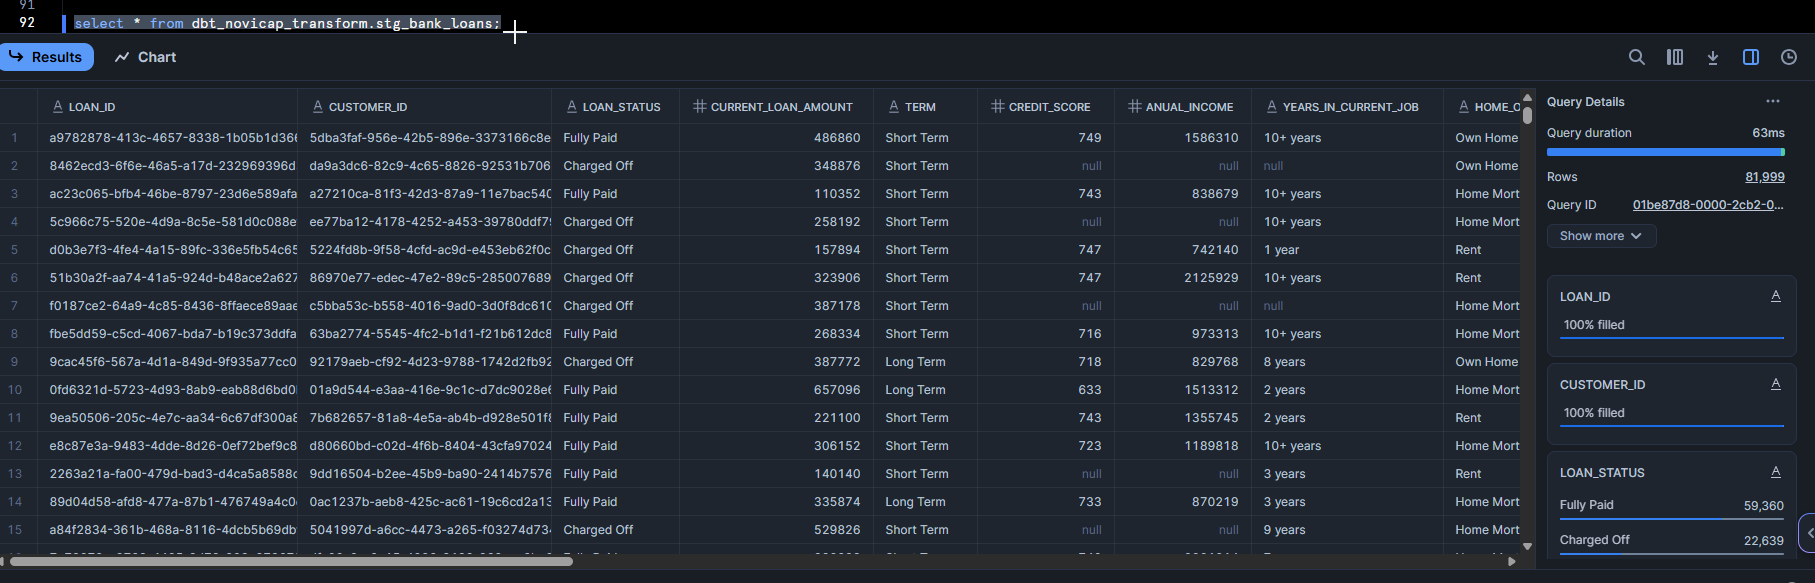 91
92 select * from dbt_novicap_transform.stg_bank_loans;
Results Chart
LOAN_ID CUSTOMER_ID LOAN_STATUS CURRENT_LOAN_AMOUNT TERM CREDIT_SCORE ANUAL_INCOME YEARS_IN_CURRENT_JOB HOME_O
1 a9782878-413c-4657-8338-1b05b1d366 5dba3faf-956e-42b5-896e-3373166c8e Fully Paid 486860 Short Term 749 1586310 10+ years Own Home
2 8462ecd3-6f6e-46a5-a17d-232969396d da9a3dc6-82c9-4c65-8826-92531b706 Charged Off 348876 Short Term null null null Own Home
3 ac23c065-bfb4-46be-8797-23d6e589afa a27210ca-81f3-42d3-87a9-11e7bac540 Fully Paid 110352 Short Term 743 838679 10+ years Home Mort
4 5c966c75-520e-4d9a-8c5e-581d0c088e ee77ba12-4178-4252-a453-39780ddf79 Charged Off 258192 Short Term null null 10+ years Home Mort
5 d0b3e7f3-4fe4-4a15-89fc-336e5fb54c65 5224fd8b-9f58-4cfd-ac9d-e453eb62f0c Charged Off 157894 Short Term 747 742140 1 year Rent
6 51b30a2f-aa74-41a5-924d-b48ace2a627 86970e77-edec-47e2-89c5-285007689 Charged Off 323906 Short Term 747 2125929 10+ years Rent
7 f0187ce2-64a9-4c85-8436-8ffaece89aae c5bba53c-b558-4016-9ad0-3d0f8dc610 Charged Off 387178 Short Term null null null Home Mort
8 fbe5dd59-c5cd-4067-bda7-b19c373ddfa 63ba2774-5545-4fc2-b1d1-f21b612dc8 Fully Paid 268334 Short Term 716 973313 10+ years Home Mort
9 9cac45f6-567a-4d1a-849d-9f935a77cc0 92179aeb-cf92-4d23-9788-1742d2fb92 Charged Off 387772 Long Term 718 829768 8 years Own Home
10 0fd6321d-5723-4d93-8ab9-eab88d6bd0 01a9d544-e3aa-416e-9c1c-d7dc9028e6 Fully Paid 657096 Long Term 633 1513312 2 years Home Mort
11 9ea50506-205c-4e7c-aa34-6c67df300a8 7b682657-81a8-4e5a-ab4b-d928e501f8 Fully Paid 221100 Short Term 743 1355745 2 years Rent
12 e8c87e3a-9483-4dde-8d26-0ef72bef9c8 d80660bd-c02d-4f6b-8404-43cfa97024 Fully Paid 306152 Short Term 723 1189818 10+ years Home Mort
13 2263a21a-fa00-479d-bad3-d4ca5a8588c 9dd16504-b2ee-45b9-ba90-2414b7576 Fully Paid 140140 Short Term null null 3 years Rent
14 89d04d58-afd8-477a-87b1-476749a4c0 0ac1237b-aeb8-425c-ac61-19c6cd2a13 Fully Paid 335874 Long Term 733 870219 3 years Home Mort
15 a84f2834-361b-468a-8116-4dcb5b69db 5041997d-a6cc-4473-a265-f03274d734 Charged Off 529826 Short Term null null 9 years Home Mort
Query Details
Query duration 63ms
Rows 81,999
Query ID 01be87d8-0000-2cb2-0...
Show more
LOAN_ID
100% filled
CUSTOMER_ID
100% filled
LOAN_STATUS
Fully Paid 59,360
Charged Off 22,639